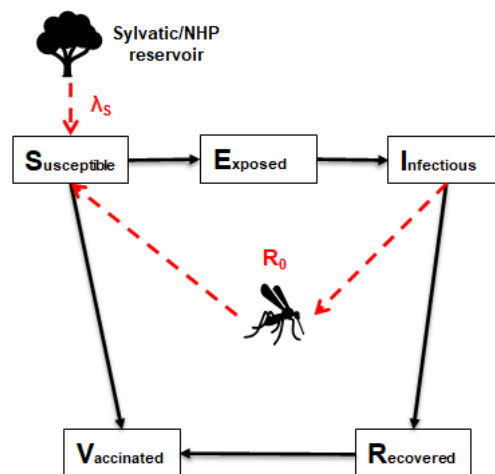 Sylvatic/NHP
reservoir
λS
Susceptible
Exposed
Infectious
R0
Vaccinated
Recovered